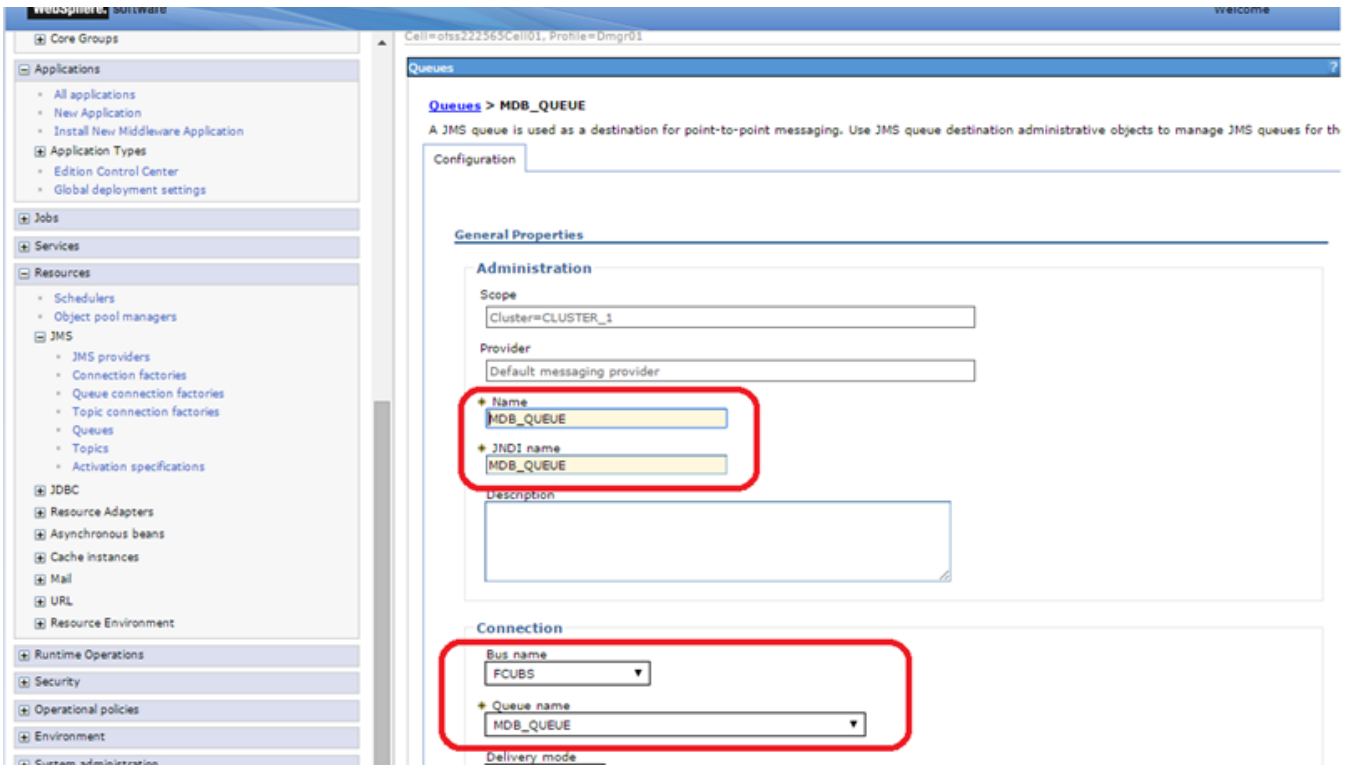 WebSphere. software
Welcome
Core Groups
Applications
All applications
New Application
Install New Middleware Application
Application Types
Edition Control Center
Global deployment settings
Jobs
Services
Resources
Schedulers
Object pool managers
JMS
JMS providers
Connection factories
Queue connection factories
Topic connection factories
Queues
Topics
Activation specifications
JDBC
Resource Adapters
Asynchronous beans
Cache instances
Mail
URL
Resource Environment
Runtime Operations
Security
Operational policies
Environment
System administration
Cell=ofss222565Cell01, Profile=Dmgr01
Queues
?
Queues > MDB_QUEUE
A JMS queue is used as a destination for point-to-point messaging. Use JMS queue destination administrative objects to manage JMS queues for th
Configuration
General Properties
Administration
Scope
Cluster=CLUSTER_1
Provider
Default messaging provider
Name
MDB_QUEUE
JNDI name
MDB_QUEUE
Description
Connection
Bus name
FCUBS
Queue name
MDB_QUEUE
Delivery mode